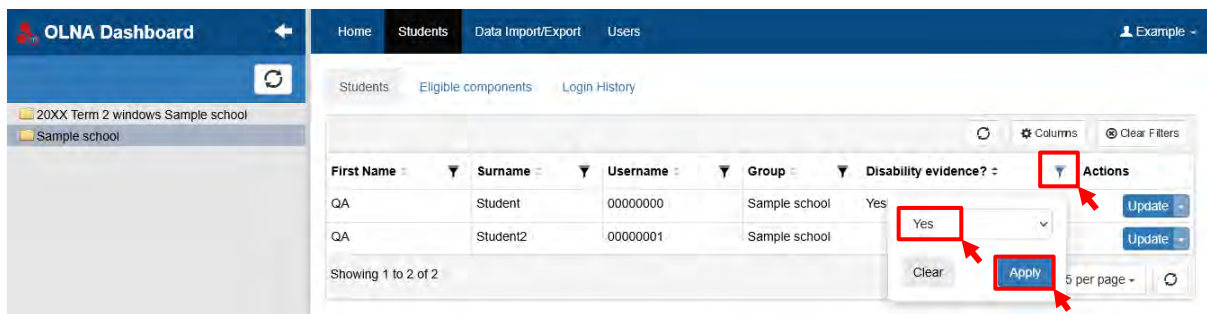 OLNA Dashboard
Home Students Data Import/Export Users Example
Students Eligible components Login History
20XX Term 2 windows Sample school
Sample school
Columns Clear Filters
First Name Surname Username Group Disability evidence? Actions
QA Student 00000000 Sample school Yes Update
Yes
QA Student2 00000001 Sample school Update
Showing 1 to 2 of 2 Clear Apply 5 per page